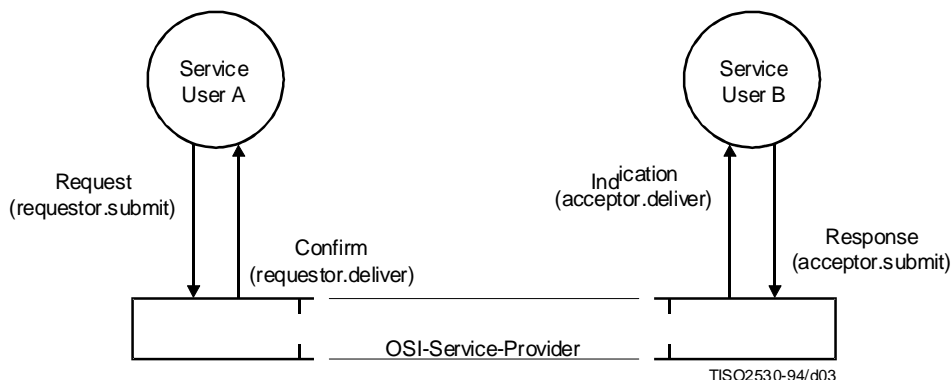 Service
User A
Service
User B
Request
(requestor.submit)
Indication
(acceptor.deliver)
Confirm
(requestor.deliver)
Response
(acceptor.submit)
OSI-Service-Provider
TISO2530-94/d03